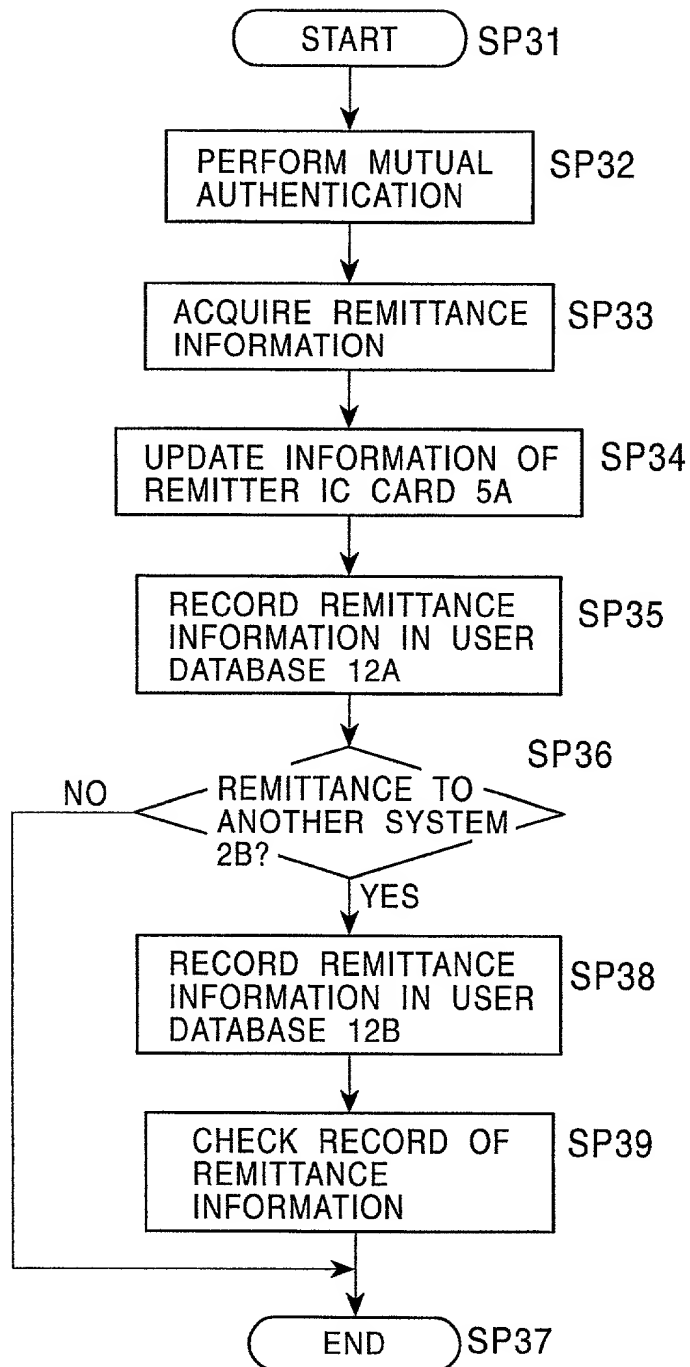 START SP31
PERFORM MUTUAL
AUTHENTICATION
SP32
ACQUIRE REMITTANCE
INFORMATION
SP33
UPDATE INFORMATION OF
REMITTER IC CARD 5A
SP34
RECORD REMITTANCE
INFORMATION IN USER
DATABASE 12A
SP35
SP36
NO
REMITTANCE TO
ANOTHER SYSTEM
2B?
YES
RECORD REMITTANCE
INFORMATION IN USER
DATABASE 12B
SP38
CHECK RECORD OF
REMITTANCE
INFORMATION
SP39
END SP37